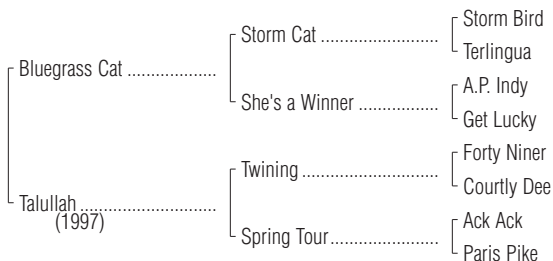 Storm Bird
Storm Cat ........................
Terlingua
Bluegrass Cat ..................
A.P. Indy
She's a Winner ................
Get Lucky
Forty Niner
Twining ...........................
Courtly Dee
Talullah ...........................
(1997)
Ack Ack
Spring Tour .....................
Paris Pike